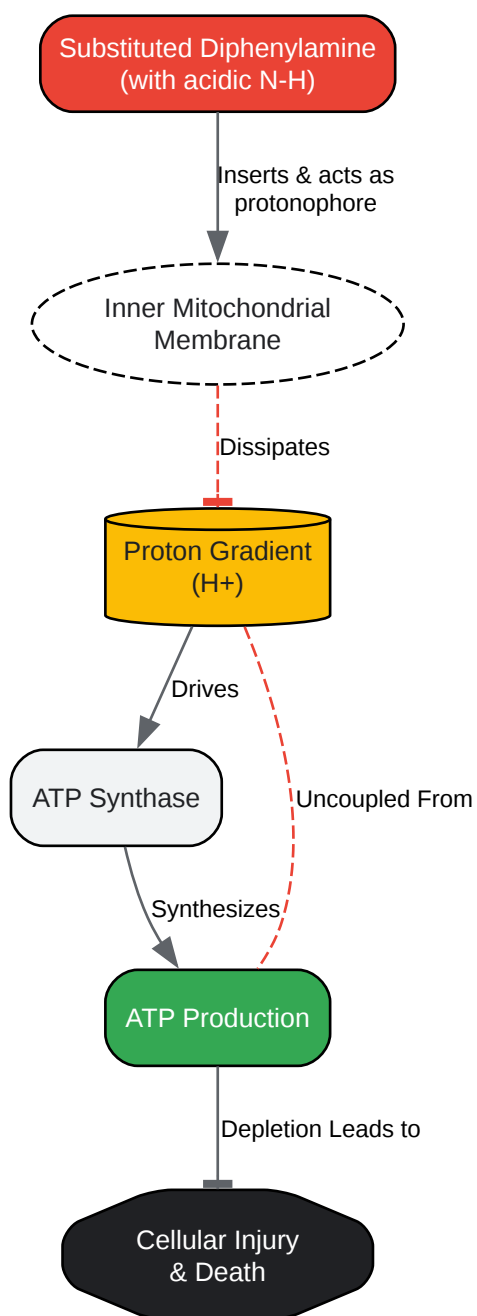 Substituted Diphenylamine
(with acidic N-H)
Inserts & acts as
protonophore
Inner Mitochondrial
Membrane
Dissipates
Proton Gradient
(H+)
Drives
ATP Synthase
Uncoupled From
Synthesizes
ATP Production
Depletion Leads to
Cellular Injury
& Death